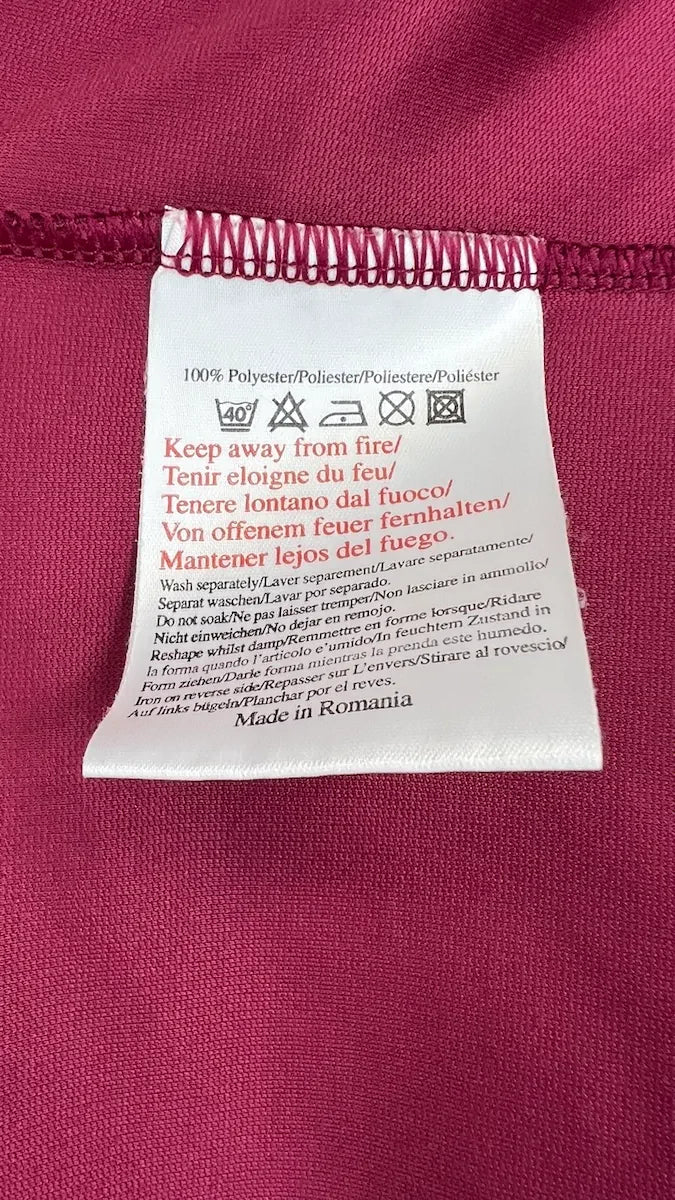 100% Polyester/Poliester/Poliestere/Poliéster
40°
Keep away from fire/
Tenir eloigne du feu/
Tenere lontano dal fuoco/
Von offenem feuer fernhalten/
Mantener lejos del fuego.
Wash separately/Laver separement/Lavare separatamente/
Separat waschen/Lavar por separado.
Do not soak/Ne pas laisser tremper/Non lasciare in ammollo/
Nicht einweichen/No dejar en remojo.
Reshape whilst damp/Remmettre en forme lorsque/Ridare
la forma quando l'articolo e'umido/In feuchtem Zustand in
Form ziehen/Darle forma mientras la prenda este humedo.
Iron on reverse side/Repasser sur L'envers/Stirare al rovescio/
Auf links bügeln/Planchar por el reves.
Made in Romania